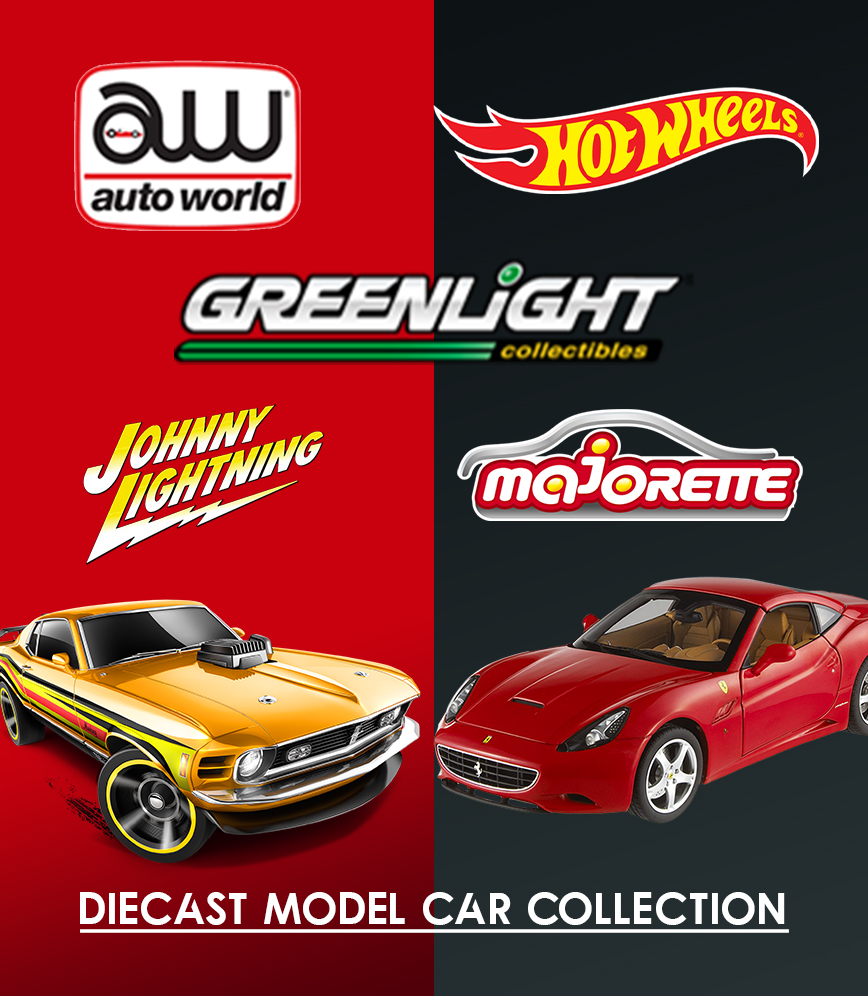 aw
auto world
HOT WHEELS
GREENLIGHT
collectibles
JOHNNY
LIGHTNING
majorette
DIECAST MODEL CAR COLLECTION